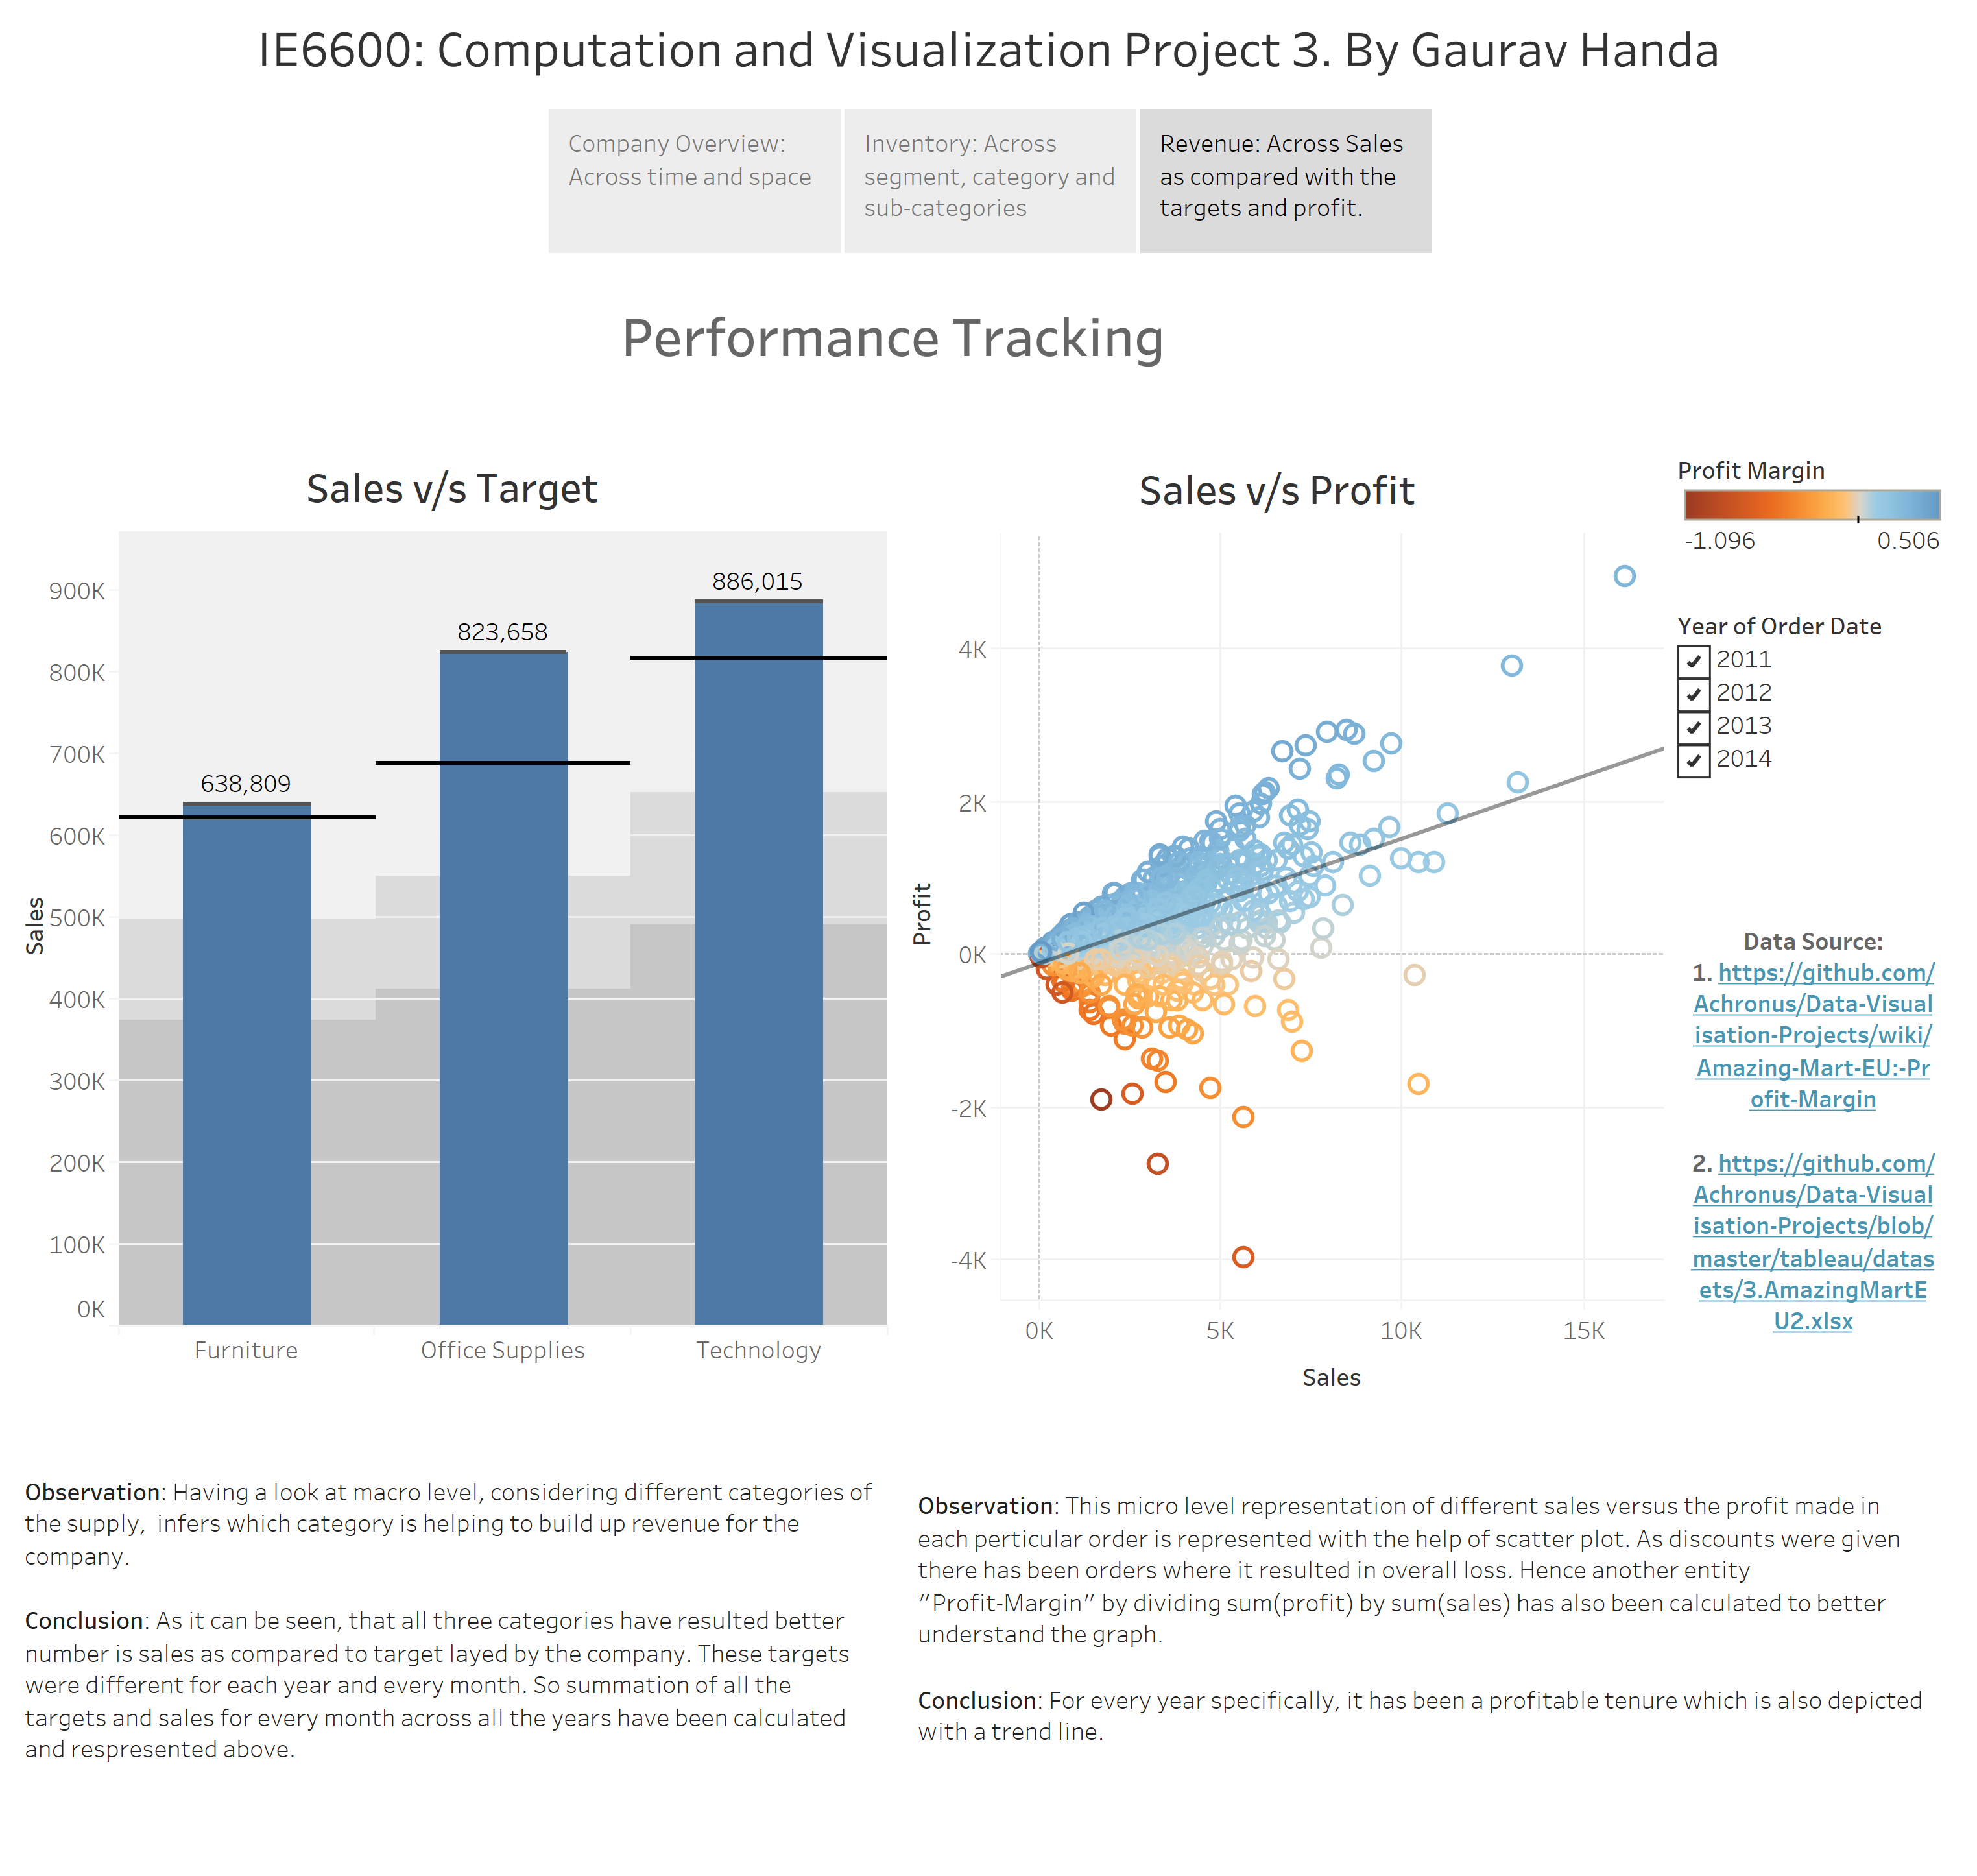 IE6600: Computation and Visualization Project 3. By Gaurav Handa
Company Overview:
Across time and space
Inventory: Across
segment, category and
sub-categories
Revenue: Across Sales
as compared with the
targets and profit.
Performance Tracking
Sales v/s Target
900K
800K
700K
600K
500K
400K
300K
200K
100K
0K
Sales
638,809
823,658
886,015
Furniture
Office Supplies
Technology
Sales v/s Profit
4K
2K
0K
-2K
-4K
Profit
0K
5K
10K
15K
Sales
Profit Margin
-1.096
0.506
Year of Order Date
2011
2012
2013
2014
Data Source:
1. https://github.com/
Achronus/Data-Visual
isation-Projects/wiki/
Amazing-Mart-EU:-Pr
ofit-Margin
2. https://github.com/
Achronus/Data-Visual
isation-Projects/blob/
master/tableau/datas
ets/3.AmazingMartE
U2.xlsx
Observation: Having a look at macro level, considering different categories of
the supply,  infers which category is helping to build up revenue for the
company.
Conclusion: As it can be seen, that all three categories have resulted better
number is sales as compared to target layed by the company. These targets
were different for each year and every month. So summation of all the
targets and sales for every month across all the years have been calculated
and respresented above.
Observation: This micro level representation of different sales versus the profit made in
each perticular order is represented with the help of scatter plot. As discounts were given
there has been orders where it resulted in overall loss. Hence another entity
"Profit-Margin" by dividing sum(profit) by sum(sales) has also been calculated to better
understand the graph.
Conclusion: For every year specifically, it has been a profitable tenure which is also depicted
with a trend line.